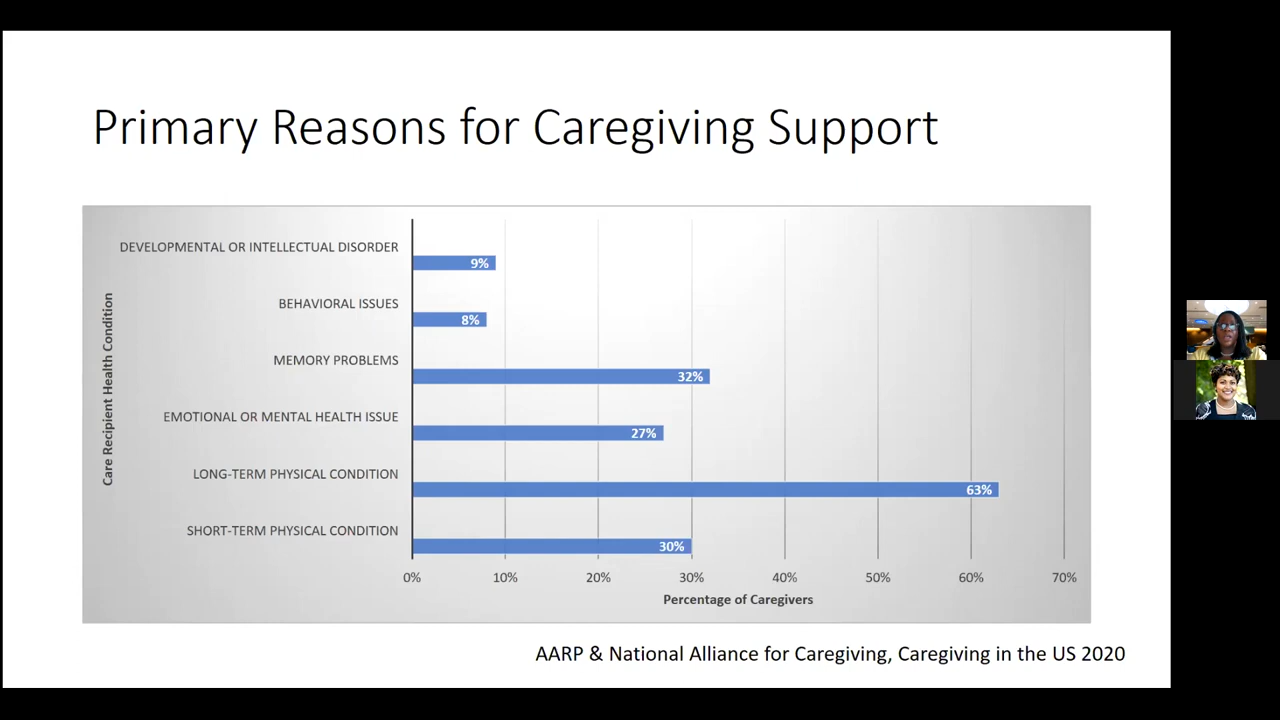 Primary Reasons for Caregiving Support
Care Recipient Health Condition
DEVELOPMENTAL OR INTELLECTUAL DISORDER
9%
BEHAVIORAL ISSUES
8%
MEMORY PROBLEMS
32%
EMOTIONAL OR MENTAL HEALTH ISSUE
27%
LONG-TERM PHYSICAL CONDITION
63%
SHORT-TERM PHYSICAL CONDITION
30%
0% 10% 20% 30% 40% 50% 60% 70%
Percentage of Caregivers
AARP & National Alliance for Caregiving, Caregiving in the US 2020